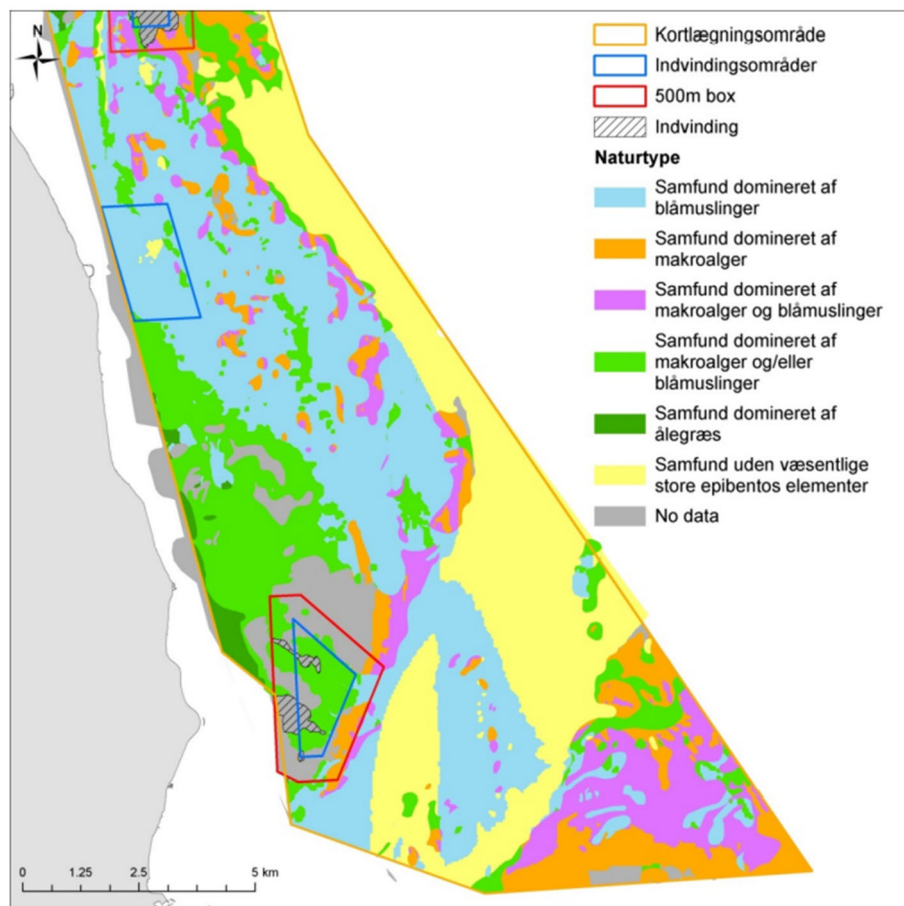 N
Kortlægningsområde
Indvindingsområder
500m box
Indvinding
Naturtype
Samfund domineret af
blåmuslinger
Samfund domineret af
makroalger
Samfund domineret af
makroalger og blåmuslinger
Samfund domineret af
makroalger og/eller
blåmuslinger
Samfund domineret af
ålegræs
Samfund uden væsentlige
store epibentos elementer
No data
0 1.25 2.5 5 km